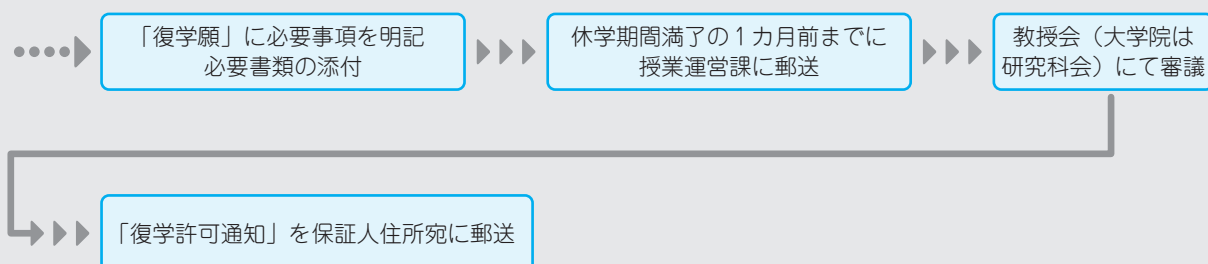 「復学願」に必要事項を明記
必要書類の添付
休学期間満了の1カ月前までに
授業運営課に郵送
教授会（大学院は
研究科会）にて審議
「復学許可通知」を保証人住所宛に郵送